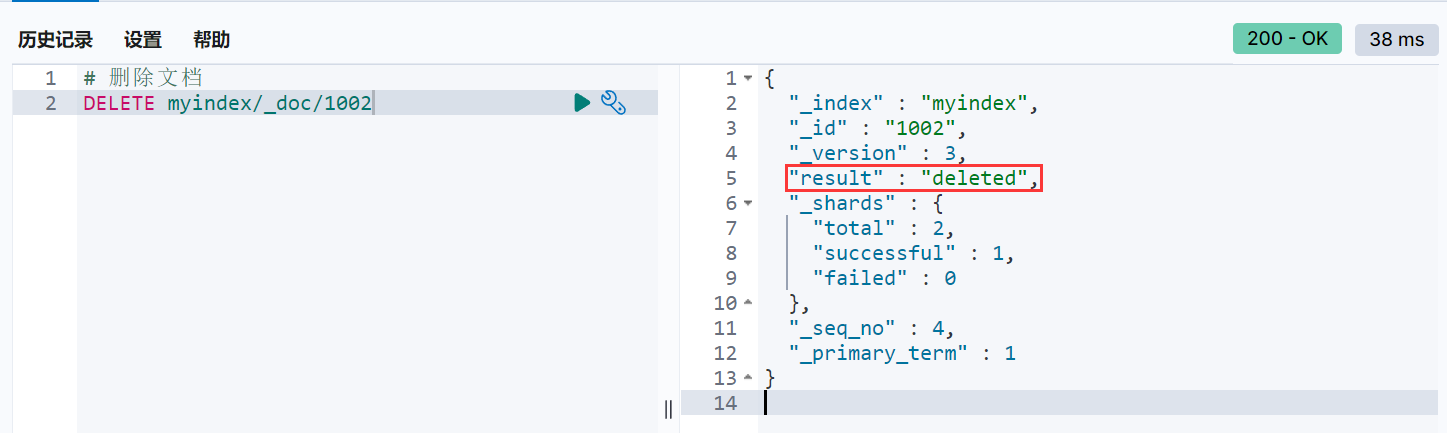 历史记录 设置 帮助 200 - OK 38 ms
1 # 删除文档
2 DELETE myindex/_doc/1002
1 {
2 "_index" : "myindex",
3 "_id" : "1002",
4 "_version" : 3,
5 "result" : "deleted",
6 "_shards" : {
7 "total" : 2,
8 "successful" : 1,
9 "failed" : 0
10 },
11 "_seq_no" : 4,
12 "_primary_term" : 1
13 }
14